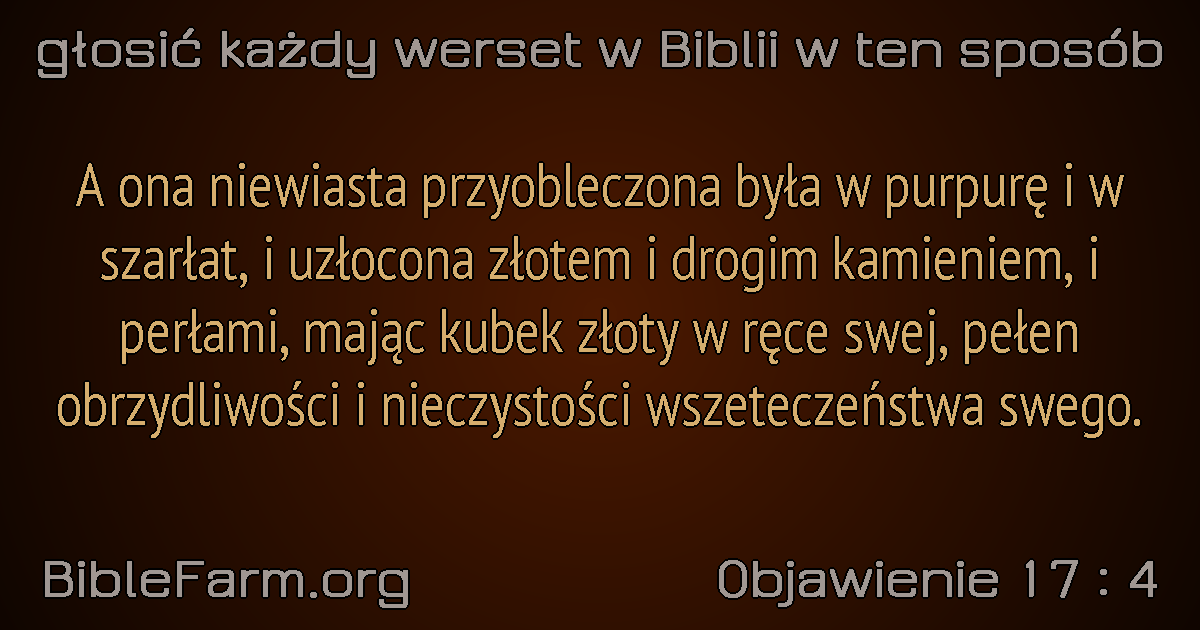 głosić każdy werset w Biblii w ten sposób
A ona niewiasta przyobleczona była w purpurę i w
szarłat, i uzłocona złotem i drogim kamieniem, i
perłami, mając kubek złoty w ręce swej, pełen
obrzydliwości i nieczystości wszeteczeństwa swego.
BibleFarm.org
Objawienie 17 : 4